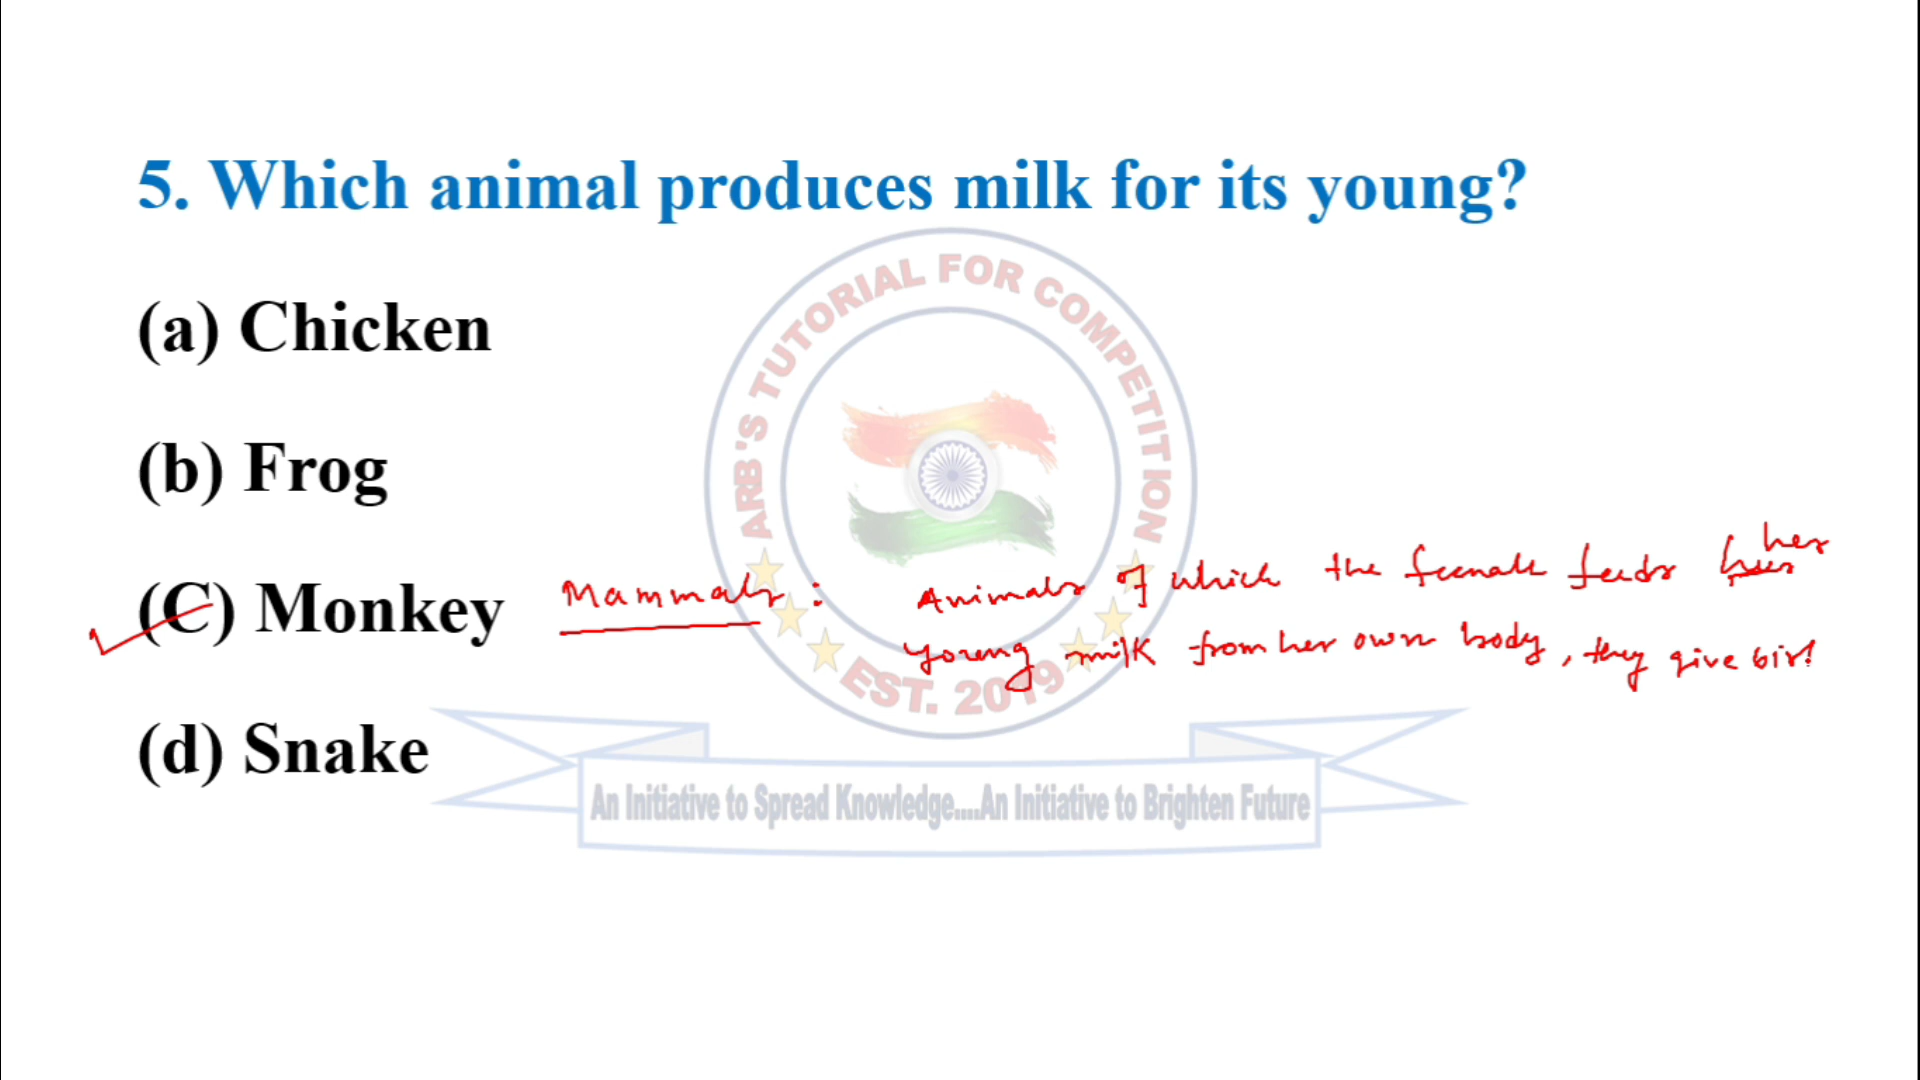 5. Which animal produces milk for its young?
ARB'S TUTORIAL FOR COMPETITION
(a) Chicken
(b) Frog
(C) Monkey
Mammals : Animals of which the female feeds her
young milk from her own body, they give birt
EST. 2019
(d) Snake
An Initiative to Spread Knowledge....An Initiative to Brighten Future